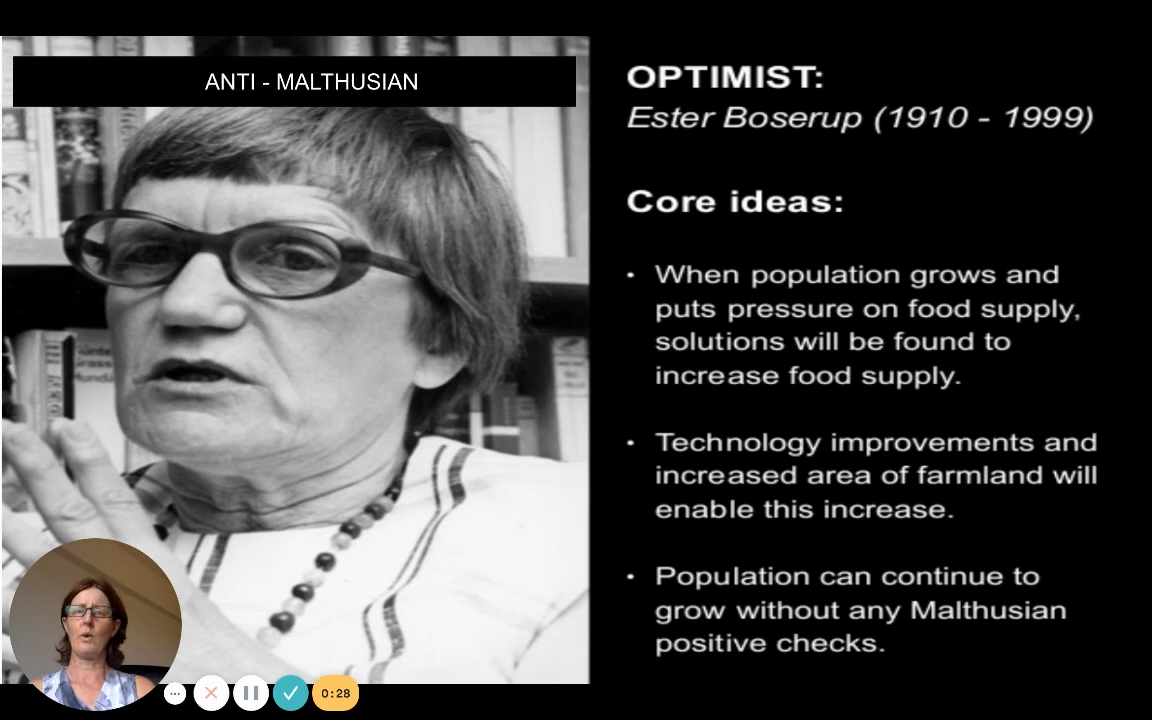 ANTI - MALTHUSIAN
OPTIMIST:
Ester Boserup (1910 - 1999)
Core ideas:
• When population grows and
puts pressure on food supply,
solutions will be found to
increase food supply.
• Technology improvements and
increased area of farmland will
enable this increase.
• Population can continue to
grow without any Malthusian
positive checks.
Grass
0:28